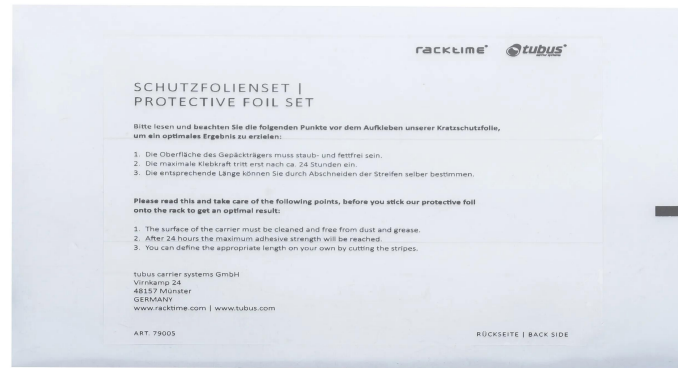 racktime tubus
SCHUTZFOLIENSET |
PROTECTIVE FOIL SET
Bitte lesen und beachten Sie die folgenden Punkte vor dem Aufkleben unserer Kratzschutzfolie,
um ein optimales Ergebnis zu erzielen:
1. Die Oberfläche des Gepäckträgers muss staub- und fettfrei sein.
2. Die maximale Klebkraft tritt erst nach ca. 24 Stunden ein.
3. Die entsprechende Länge können Sie durch Abschneiden der Streifen selber bestimmen.
Please read this and take care of the following points, before you stick our protective foil
onto the rack to get an optimal result:
1. The surface of the carrier must be cleaned and free from dust and grease.
2. After 24 hours the maximum adhesive strength will be reached.
3. You can define the appropriate length on your own by cutting the stripes.
tubus carrier systems GmbH
Virnkamp 24
48157 Münster
GERMANY
www.racktime.com | www.tubus.com
ART. 79005 RÜCKSEITE | BACK SIDE